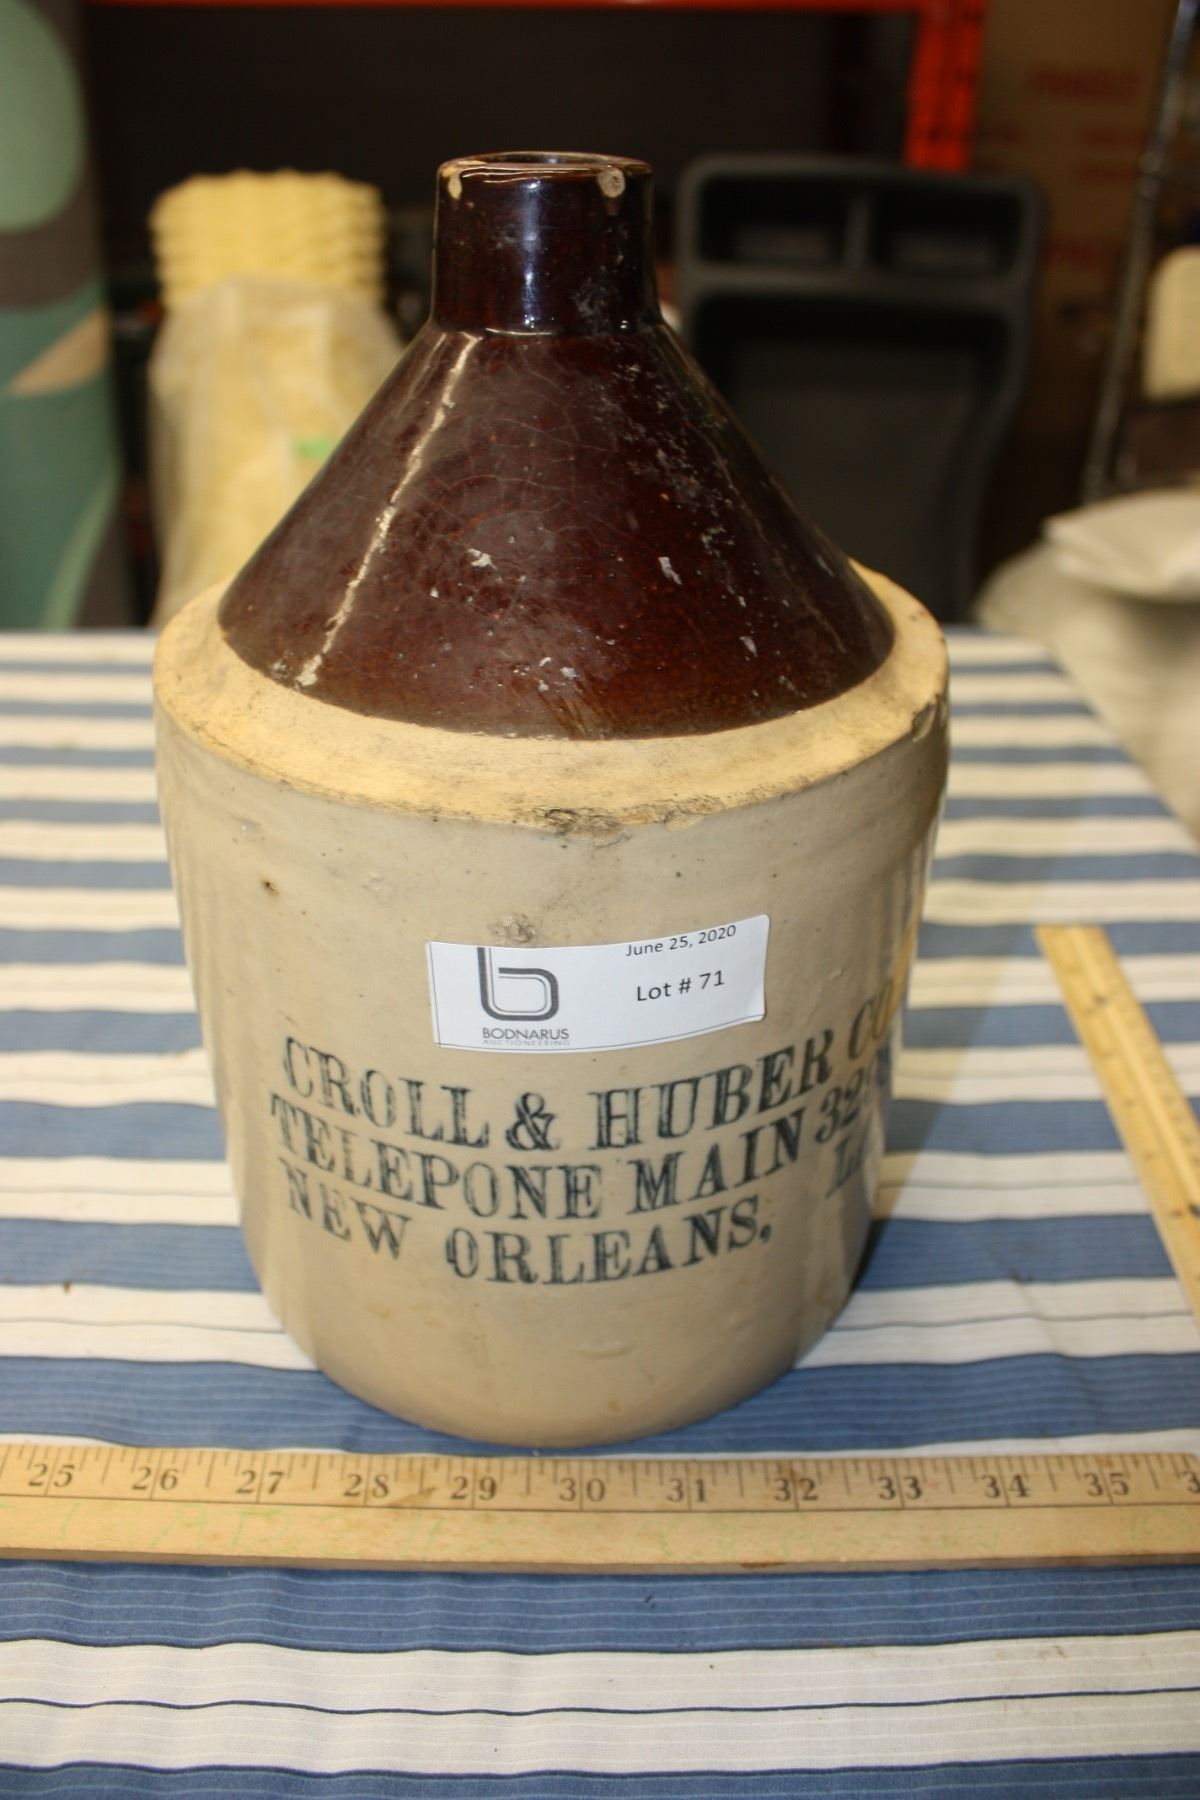 June 25, 2020
Lot # 71
b
BODNARUS
AUCTIONEERING
CROLL & HUBER
TELEPONE MAIN
NEW ORLEANS,
25 26 27 28 29 30 31 32 33 34 35